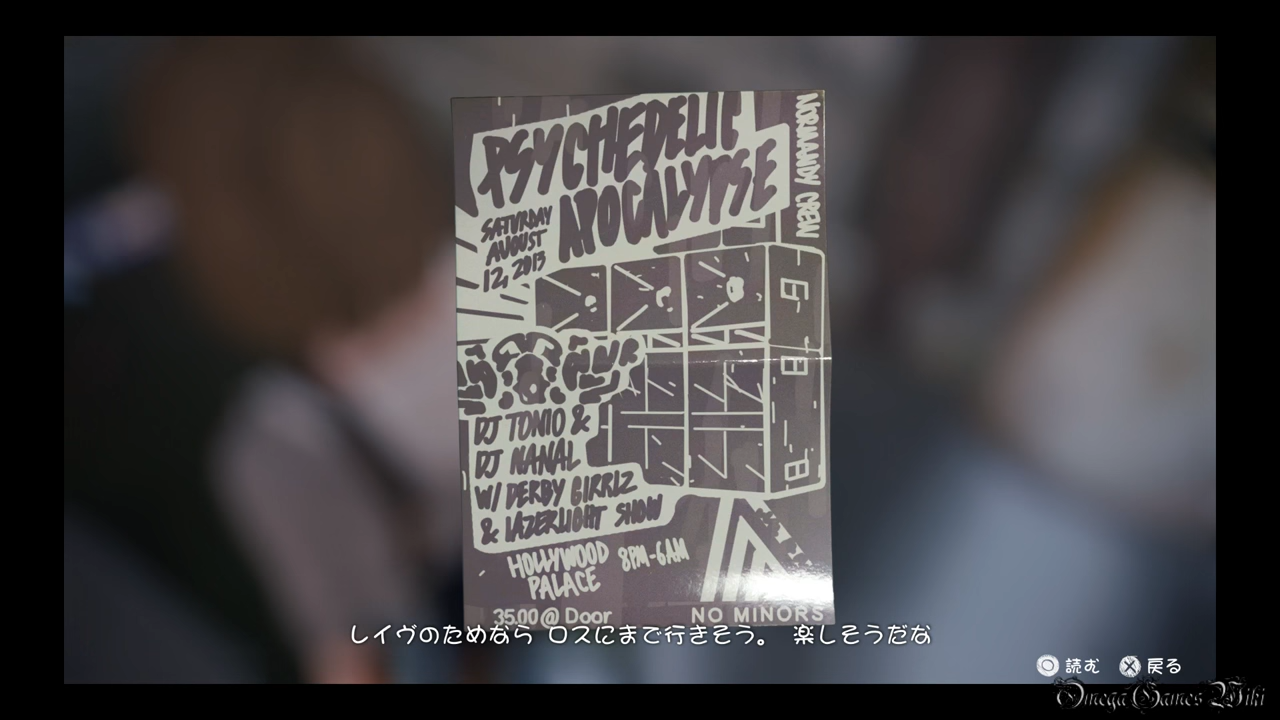 PSYCHEDELIC
APOCALYPSE
NORMANDY CREW
SATURDAY
AUGUST
12, 2013
DJ TONIO &
DJ NANAL
W/ DERBY GIRRLZ
& LAZERLIGHT SHOW
HOLLYWOOD
PALACE
8PM-6AM
35.00 @ Door
NO MINORS
レイヴのためなら ロスにまで行きそう。 楽しそうだな
読む 戻る
Omega Games Wiki